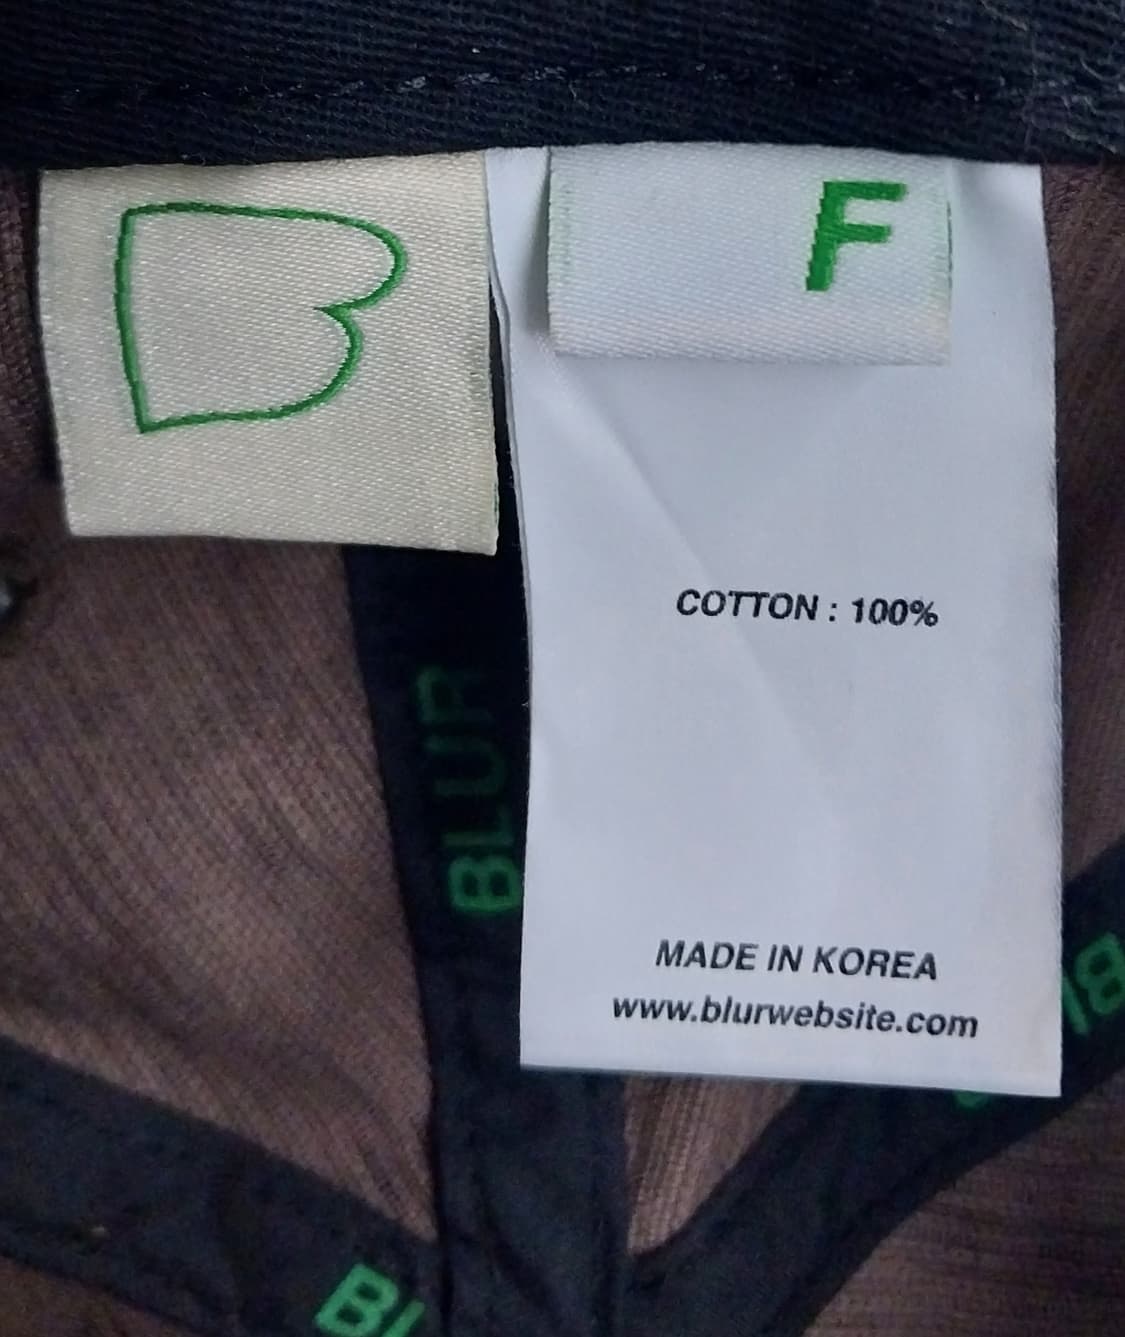 B
F
COTTON : 100%
BLUR
MADE IN KOREA
www.blurwebsite.com